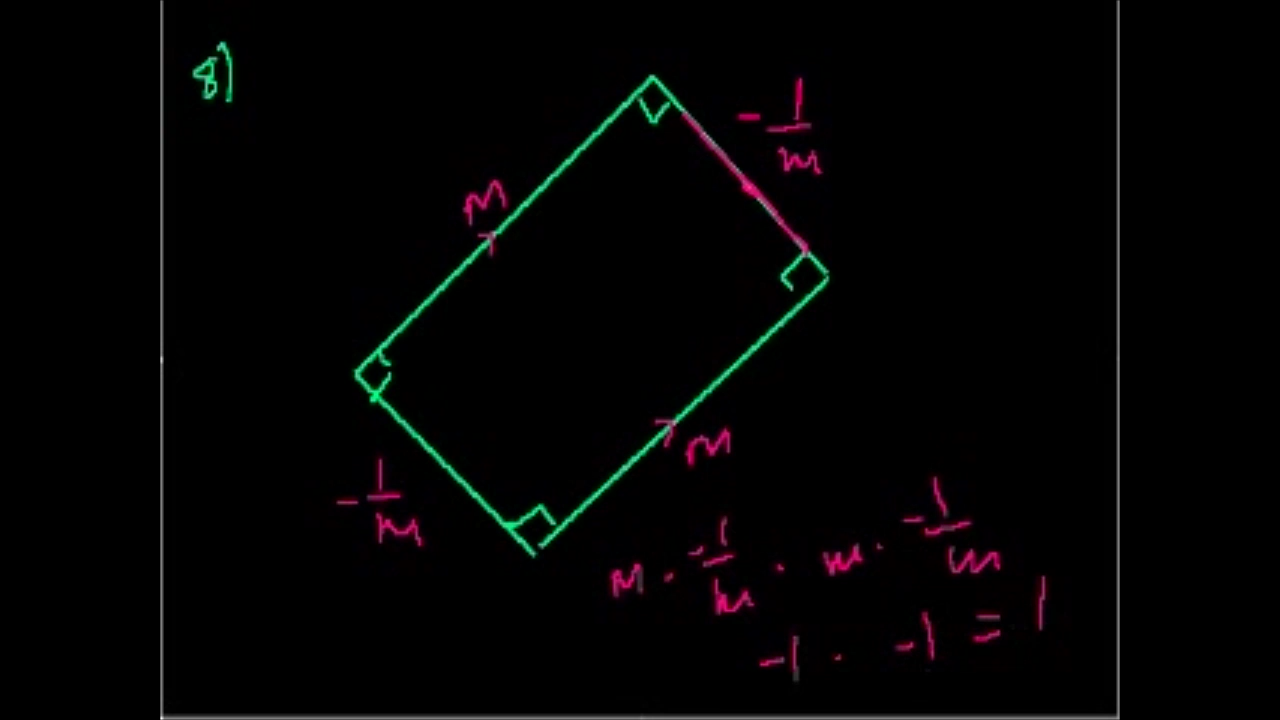 8)
-1/m
m
m
-1/m
m · -1/m · m · -1/m
-1 · -1 = 1